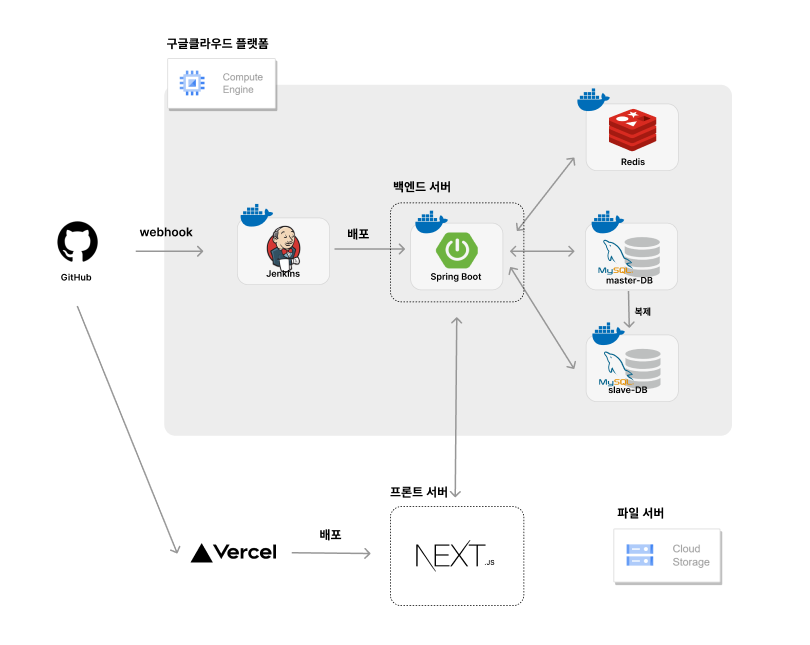 구글클라우드 플랫폼
Compute
Engine
Redis
백엔드 서버
webhook
배포
GitHub
Jenkins
Spring Boot
MySQL
master-DB
복제
MySQL
slave-DB
프론트 서버
파일 서버
배포
Vercel
NEXT.JS
Cloud
Storage